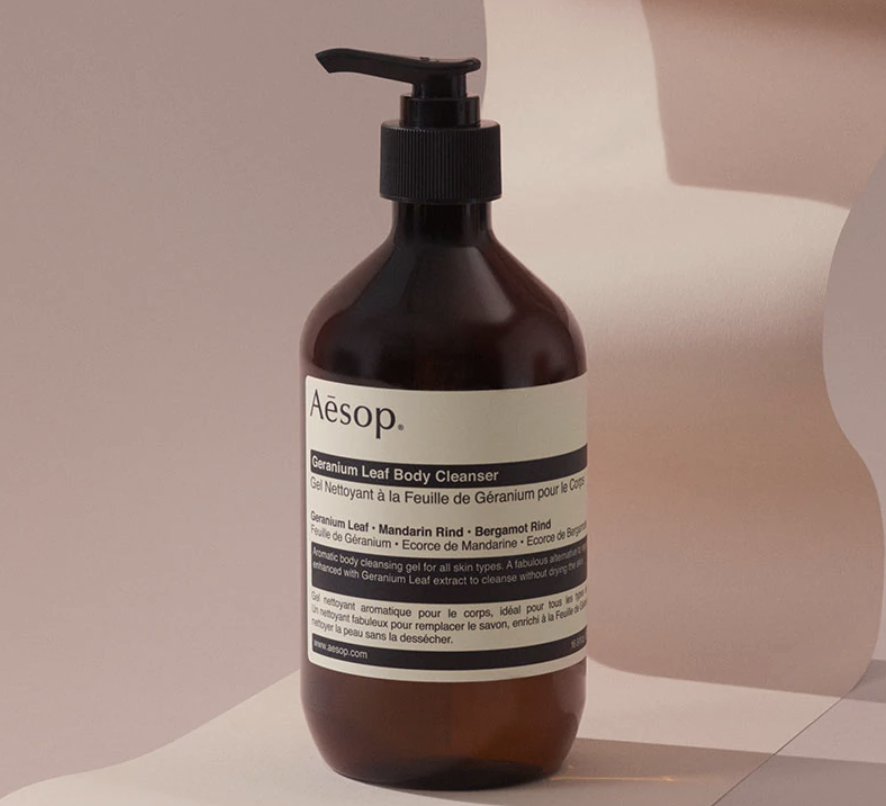 Aēsop®
Geranium Leaf Body Cleanser
Gel Nettoyant à la Feuille de Géranium pour le Corps
Geranium Leaf · Mandarin Rind · Bergamot Rind
Feuille de Géranium · Ecorce de Mandarine · Ecorce de
Aromatic body cleansing gel for all skin types. A fabulous alternative to
enhanced with Geranium Leaf extract to cleanse without drying the skin
Gel nettoyant aromatique pour le corps, idéal pour tous les types
Un nettoyant fabuleux pour remplacer le savon, enrichi à la Feuille de
nettoyer la peau sans la dessécher.
www.aesop.com